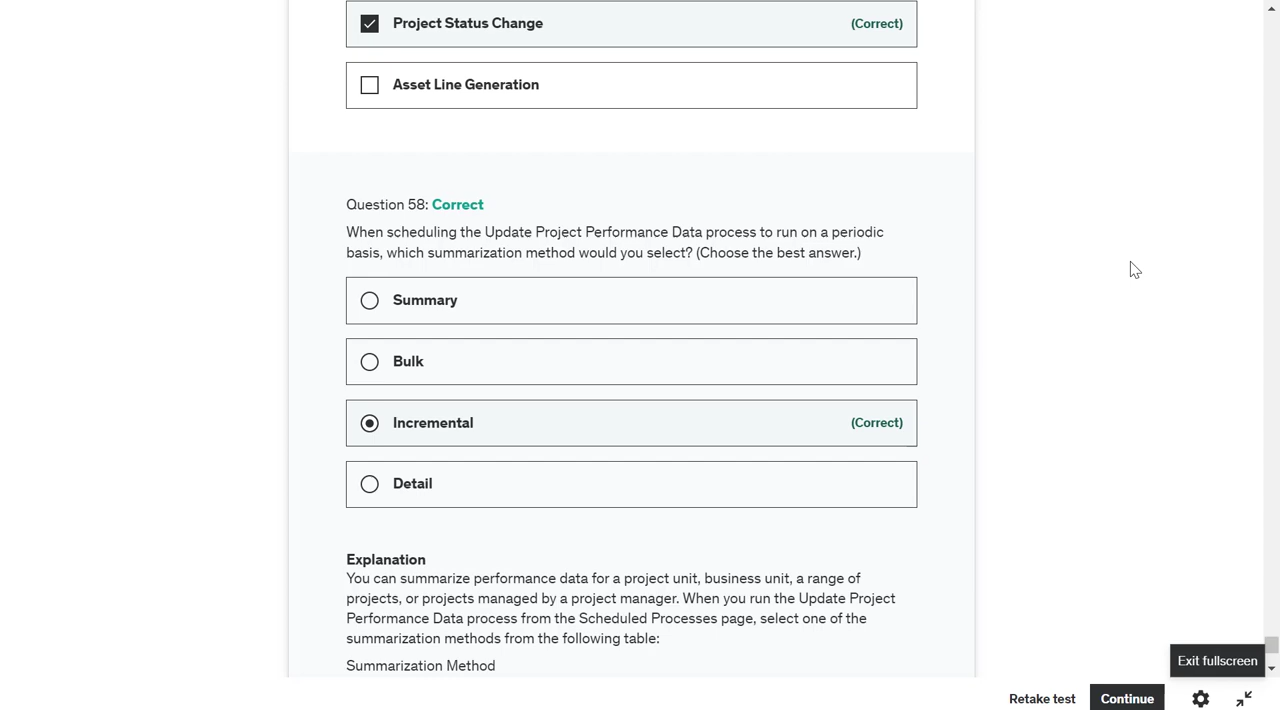 Project Status Change
(Correct)
Asset Line Generation
Question 58: Correct
When scheduling the Update Project Performance Data process to run on a periodic
basis, which summarization method would you select? (Choose the best answer.)
Summary
Bulk
Incremental
(Correct)
Detail
Explanation
You can summarize performance data for a project unit, business unit, a range of
projects, or projects managed by a project manager. When you run the Update Project
Performance Data process from the Scheduled Processes page, select one of the
summarization methods from the following table:
Summarization Method
Exit fullscreen
Retake test
Continue